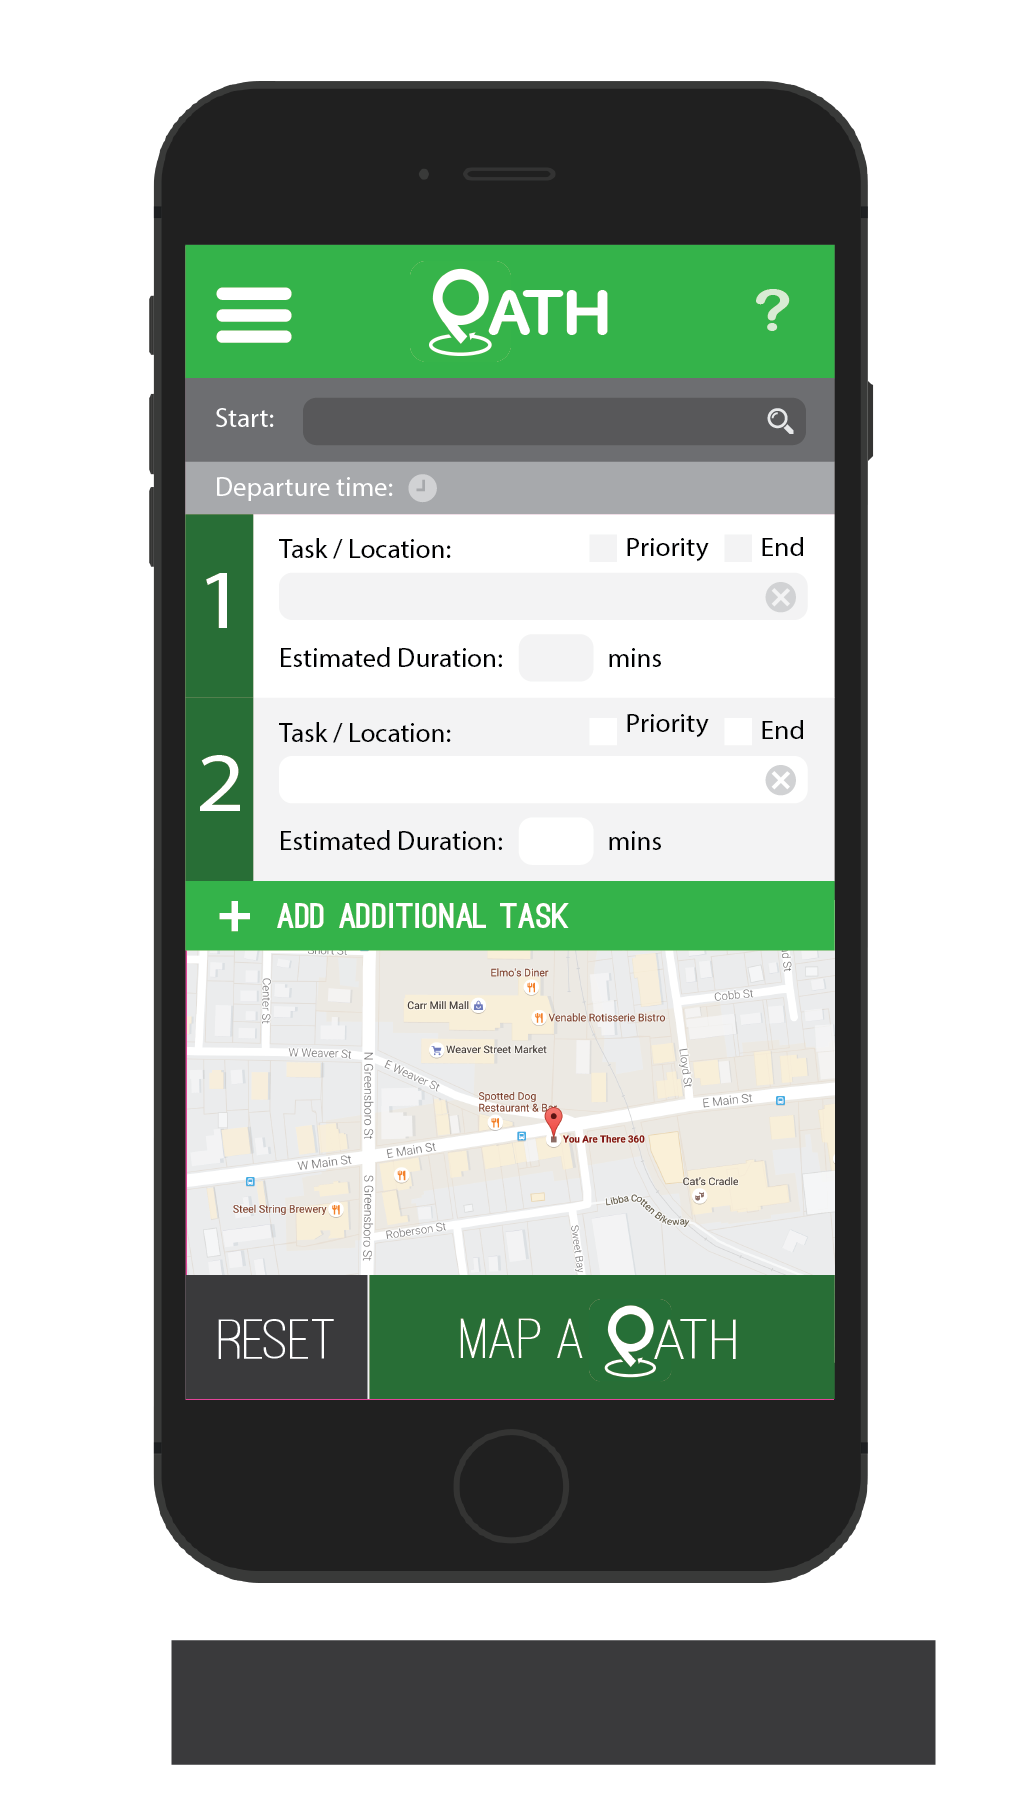 PATH
?
Start:
Departure time:
1
Task / Location:
Priority
End
Estimated Duration:
mins
2
Task / Location:
Priority
End
Estimated Duration:
mins
+ ADD ADDITIONAL TASK
Short St
Elmo's Diner
Center St
Carr Mill Mall
Cobb St
Venable Rotisserie Bistro
W Weaver St
Weaver Street Market
N Greensboro St
E Weaver St
Lloyd St
Spotted Dog
Restaurant & Bar
E Main St
You Are There 360
E Main St
W Main St
Cat's Cradle
S Greensboro St
Steel String Brewery
Libba Cotten Bikeway
Roberson St
Sweet Bay
RESET
MAP A PATH